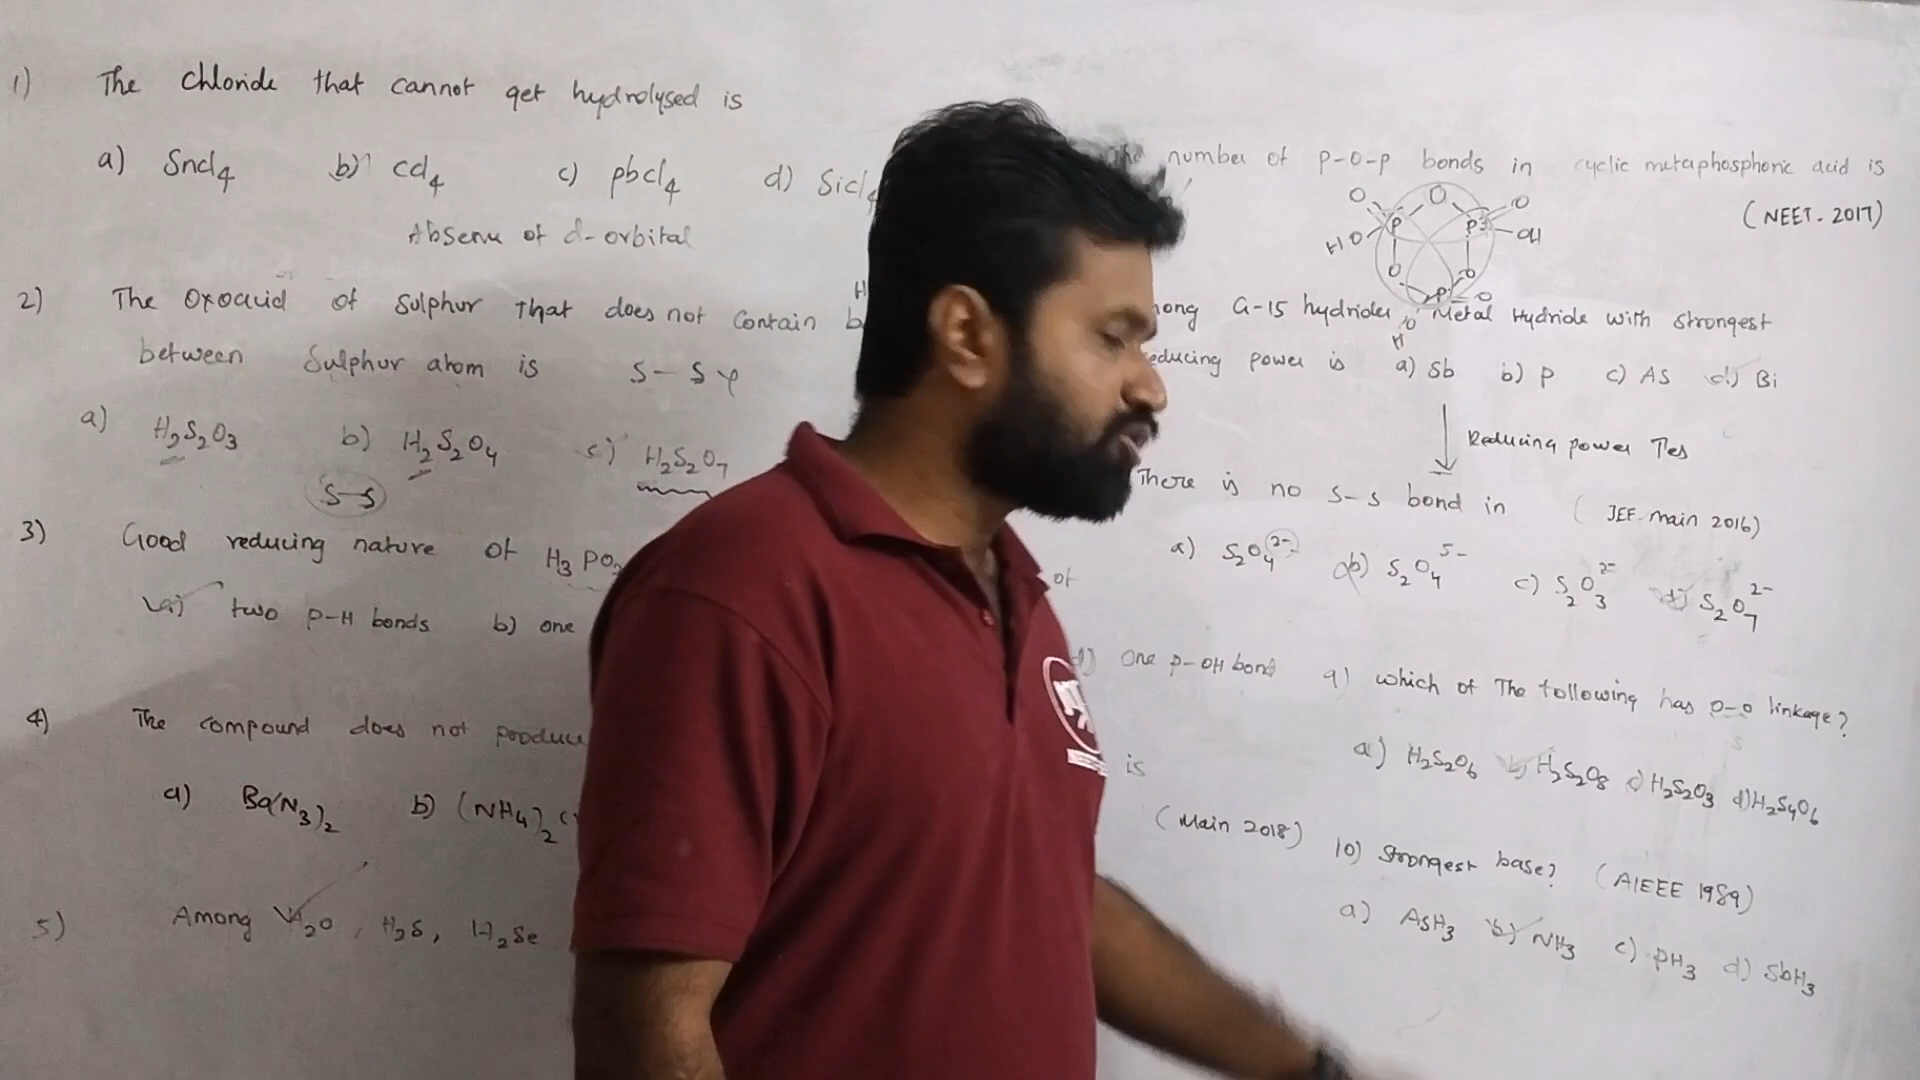 1) The chloride that cannot get hydrolysed is
a) SnCl4 b) CCl4 c) PbCl4 d) SiCl4
Absence of d-orbital
2) The Oxoacid of Sulphur that does not contain
between Sulphur atom is S-S
a) H2S2O3 b) H2S2O4 c) H2S2O7
S-S
3) Good reducing nature of H3PO2 of
a) two P-H bonds b) one d) One P-OH bond
4) The compound does not produce is
a) Ba(N3)2 b) (NH4)2 (Main 2018)
5) Among H2O, H2S, H2Se
number of P-O-P bonds in cyclic metaphosphoric acid is
(NEET-2017)
O O O
HO P P OH
O O
P O
O
H
G-15 hydrides, Metal Hydride with strongest
reducing power is a) Sb b) P c) As d) Bi
Reducing power
There is no S-S bond in (JEE main 2016)
a) S2O4 2- b) S2O4 5- c) S2O3 2- d) S2O7 2-
9) which of The following has O-O linkage?
a) H2S2O6 b) H2S2O8 c) H2S2O3 d) H2S4O6
10) Strongest base? (AIEEE 1989)
a) AsH3 b) NH3 c) PH3 d) SbH3